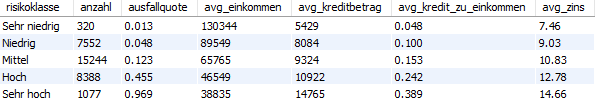 risikoklasse anzahl ausfallquote avg_einkommen avg_kreditbetrag avg_kredit_zu_einkommen avg_zins
Sehr niedrig 320 0.013 130344 5429 0.048 7.46
Niedrig 7552 0.048 89549 8084 0.100 9.03
Mittel 15244 0.123 65765 9324 0.153 10.83
Hoch 8388 0.455 46549 10922 0.242 12.78
Sehr hoch 1077 0.969 38835 14765 0.389 14.66